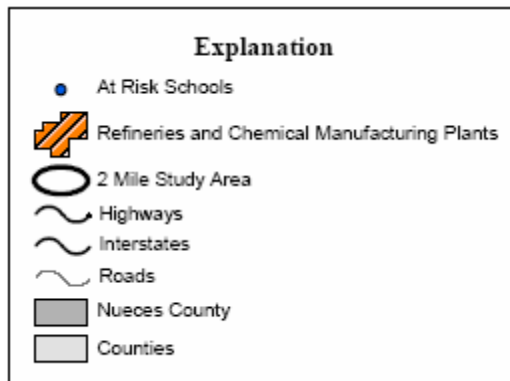 Explanation
At Risk Schools
Refineries and Chemical Manufacturing Plants
2 Mile Study Area
Highways
Interstates
Roads
Nueces County
Counties